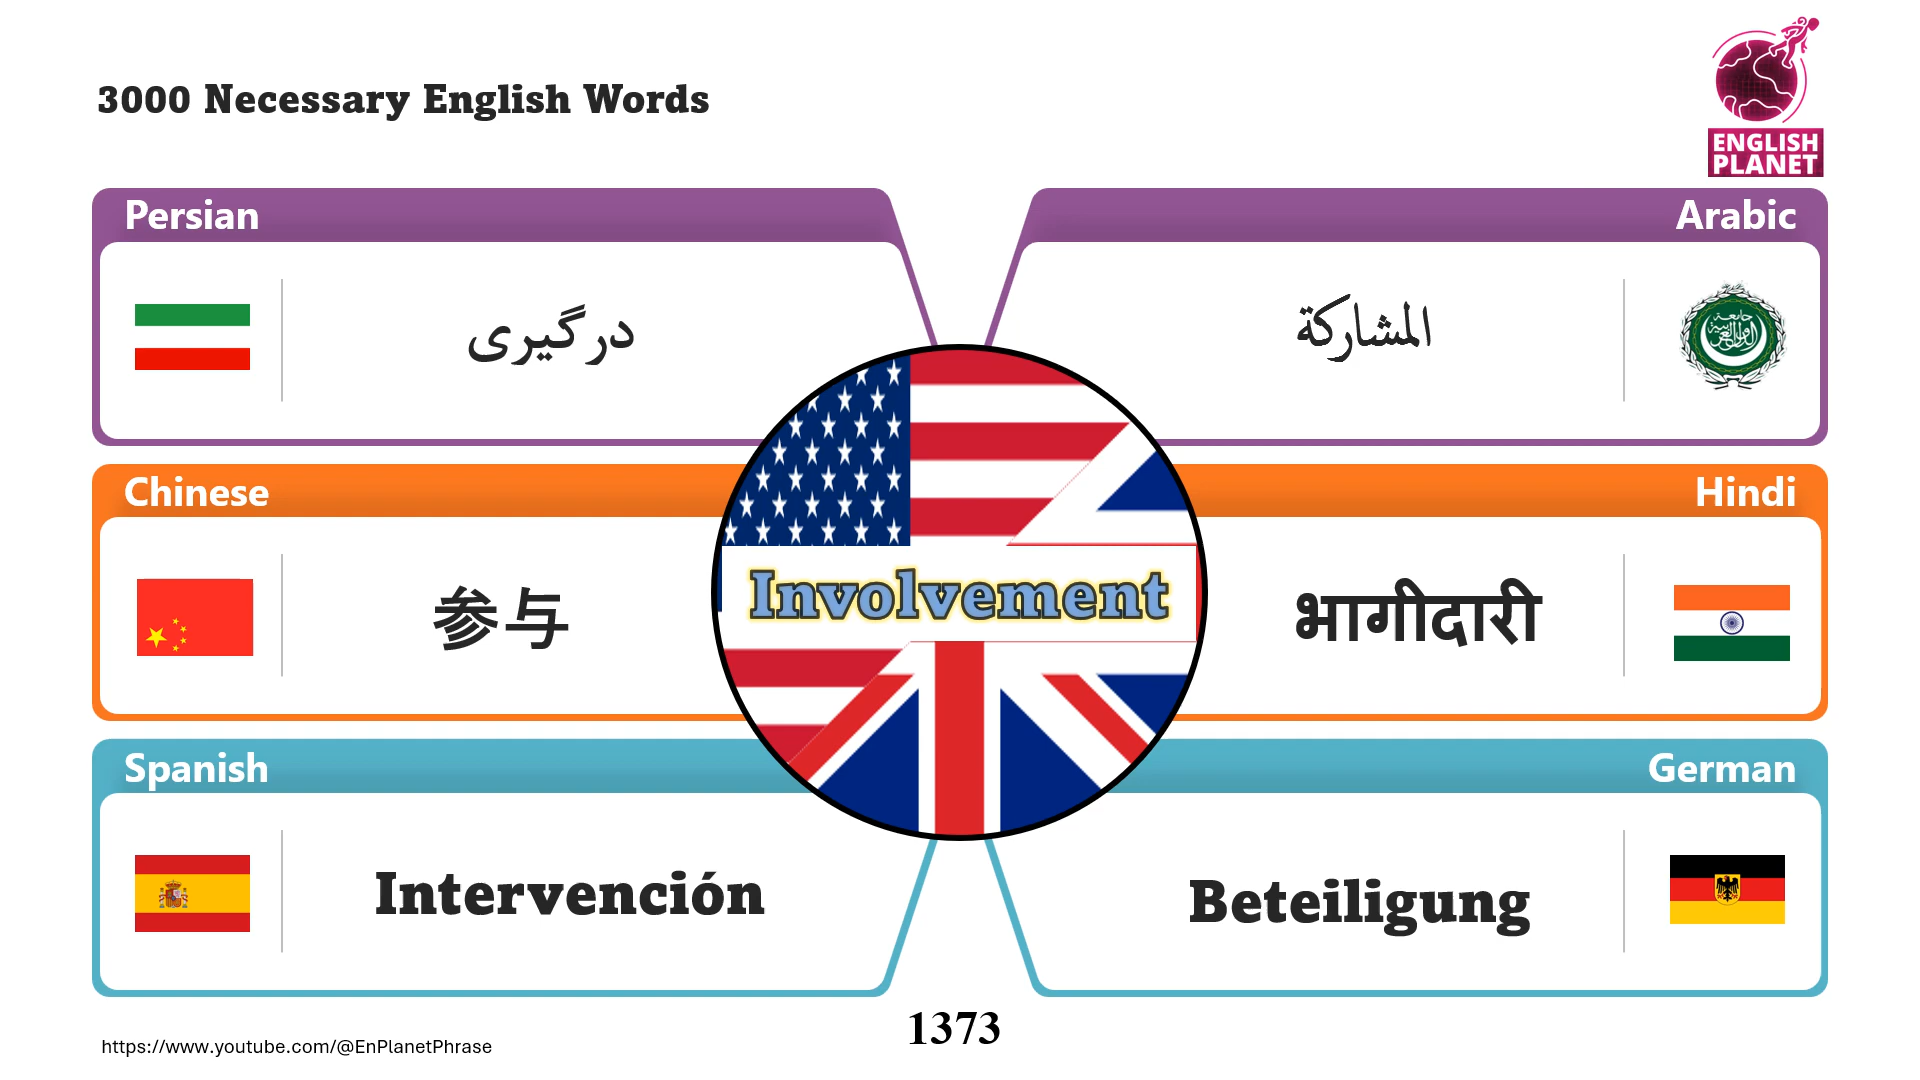 3000 Necessary English Words
ENGLISH
PLANET
Persian
درگیری
Arabic
المشاركة
Chinese
参与
Hindi
भागीदारी
Involvement
Spanish
Intervención
German
Beteiligung
1373
https://www.youtube.com/@EnPlanetPhrase